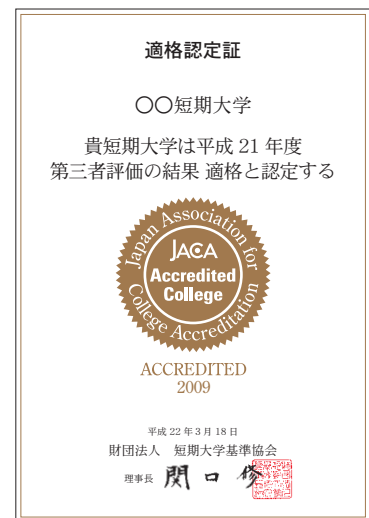 適格認定証
〇〇短期大学
貴短期大学は平成 21 年度
第三者評価の結果 適格と認定する
Japan Association for
College Accreditation
JACA
Accredited
College
ACCREDITED
2009
平成 22 年 3 月 18 日
財団法人 短期大学基準協会
理事長 関口 修